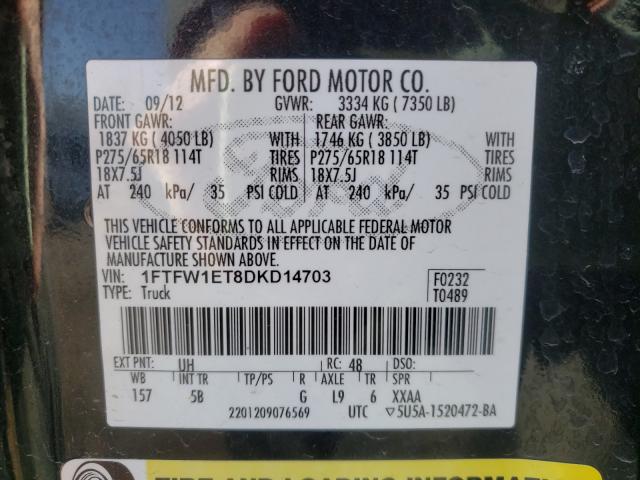 MFD. BY FORD MOTOR CO.
DATE: 09/12 GVWR: 3334 KG (7350 LB)
FRONT GAWR: REAR GAWR:
1837 KG (4050 LB) WITH 1746 KG (3850 LB) WITH
P275/65R18 114T TIRES P275/65R18 114T TIRES
18X7.5J RIMS 18X7.5J RIMS
AT 240 kPa/ 35 PSI COLD AT 240 kPa/ 35 PSI COLD
THIS VEHICLE CONFORMS TO ALL APPLICABLE FEDERAL MOTOR
VEHICLE SAFETY STANDARDS IN EFFECT ON THE DATE OF
MANUFACTURE SHOWN ABOVE.
VIN: 1FTFW1ET8DKD14703 F0232
TYPE: Truck T0489
EXT PNT: UH RC: 48 DSO:
WB INT TR TP/PS R AXLE TR SPR
157 5B G L9 6 XXAA
2201209076569 UTC ▽5U5A-1520472-BA
TIRE AND LOADING INFORMATI